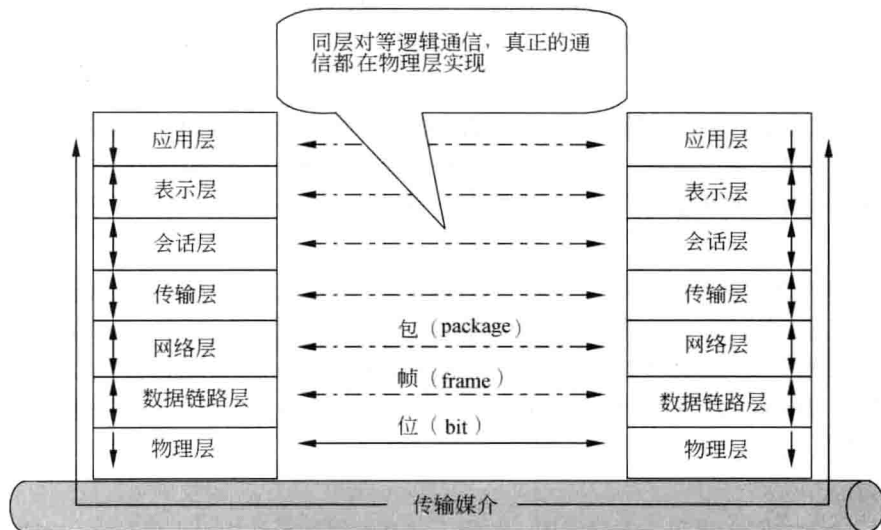 同层对等逻辑通信，真正的通
信都在物理层实现
应用层 应用层
表示层 表示层
会话层 会话层
传输层 传输层
包（package）
网络层 网络层
帧（frame）
数据链路层 数据链路层
位（bit）
物理层 物理层
传输媒介